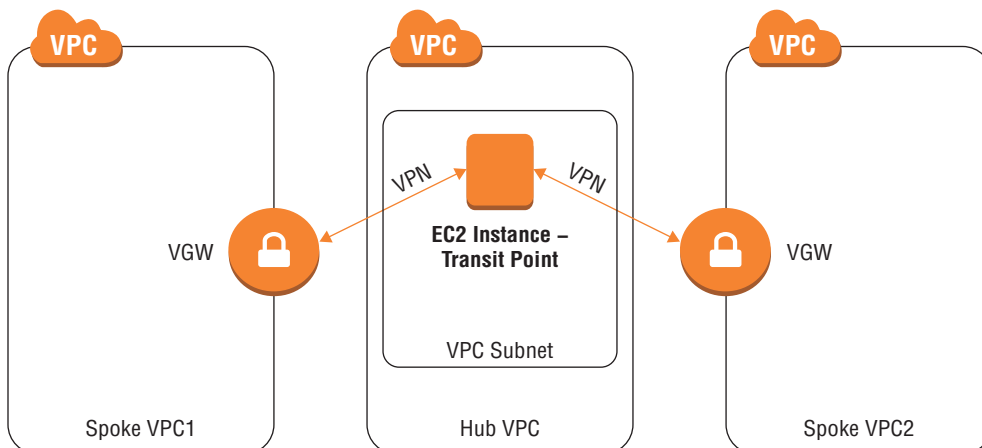 VPC
VPC
VPC
VPN
VPN
VGW
EC2 Instance –
Transit Point
VGW
VPC Subnet
Spoke VPC1
Hub VPC
Spoke VPC2